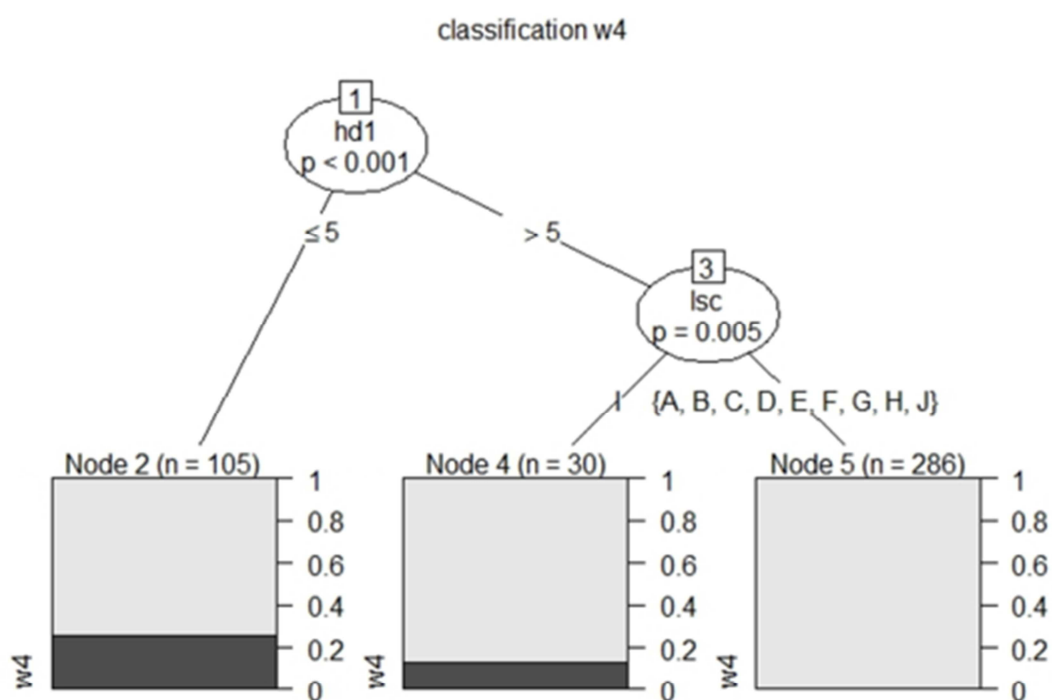 classification w4
1
hd1
p < 0.001
≤ 5
> 5
3
lsc
p = 0.005
I
{A, B, C, D, E, F, G, H, J}
Node 2 (n = 105)
1
0.8
0.6
0.4
0.2
0
w4
Node 4 (n = 30)
1
0.8
0.6
0.4
0.2
0
w4
Node 5 (n = 286)
1
0.8
0.6
0.4
0.2
0
w4